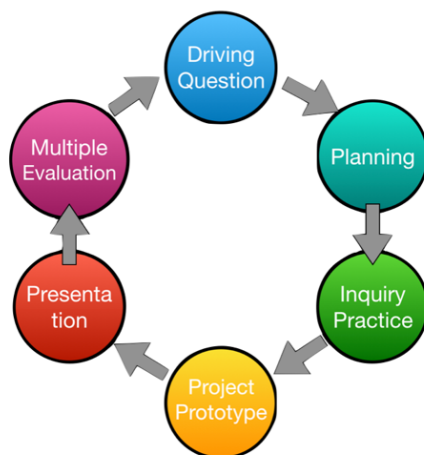 Driving
Question
Planning
Inquiry
Practice
Project
Prototype
Presenta
tion
Multiple
Evaluation